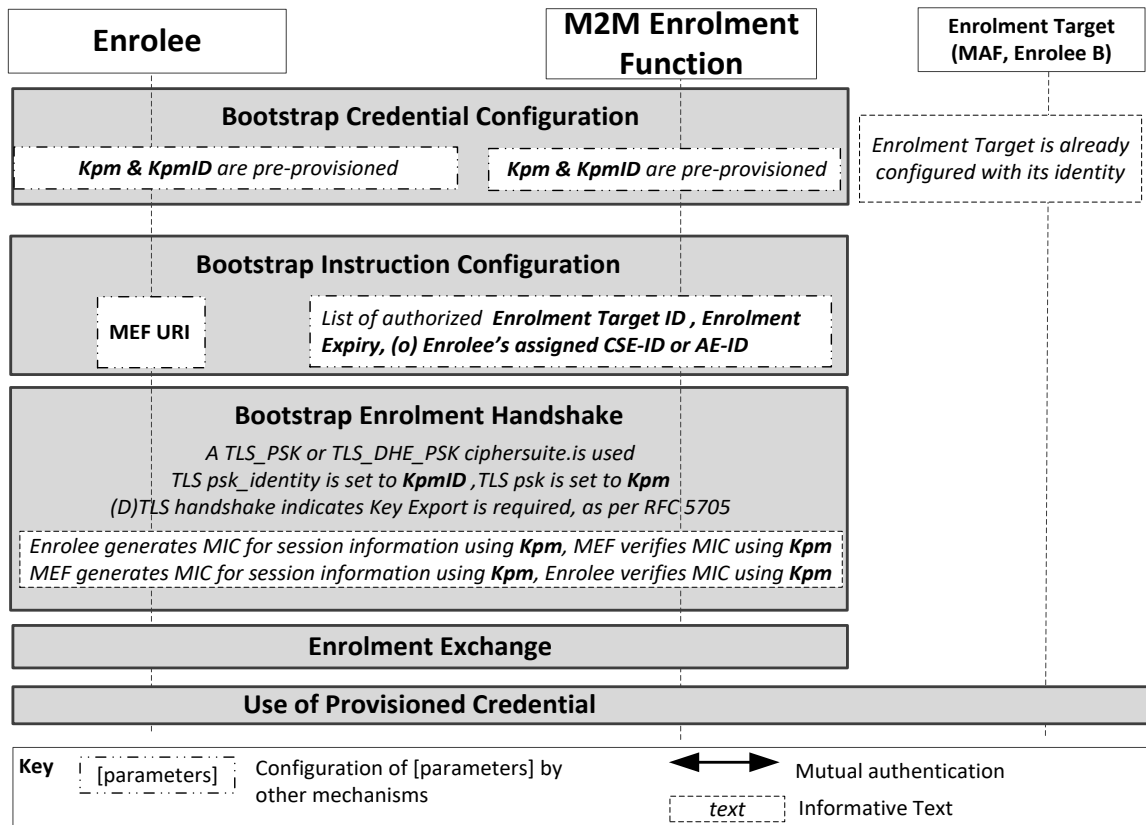 Enrolee
M2M Enrolment
Function
Enrolment Target
(MAF, Enrolee B)
Bootstrap Credential Configuration
Kpm & KpmID are pre-provisioned
Kpm & KpmID are pre-provisioned
Enrolment Target is already
configured with its identity
Bootstrap Instruction Configuration
MEF URI
List of authorized Enrolment Target ID , Enrolment
Expiry, (o) Enrolee’s assigned CSE-ID or AE-ID
Bootstrap Enrolment Handshake
A TLS_PSK or TLS_DHE_PSK ciphersuite.is used
TLS psk_identity is set to KpmID ,TLS psk is set to Kpm
(D)TLS handshake indicates Key Export is required, as per RFC 5705
Enrolee generates MIC for session information using Kpm, MEF verifies MIC using Kpm
MEF generates MIC for session information using Kpm, Enrolee verifies MIC using Kpm
Enrolment Exchange
Use of Provisioned Credential
Key
[parameters]
Configuration of [parameters] by
other mechanisms
Mutual authentication
text
Informative Text